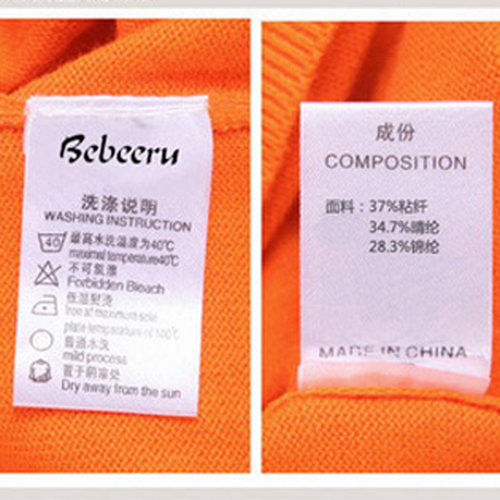 Bebeeru
洗涤说明
WASHING INSTRUCTION
40
最高水洗温度为40℃
maximal temperature40℃
不可氯漂
Forbidden Bleach
低温熨烫
Iron at maximum sole
plate temperature of 100℃
普通水洗
mild process
置于阴凉处
Dry away from the sun
成份
COMPOSITION
面料：37%粘纤
34.7%晴纶
28.3%锦纶
MADE IN CHINA